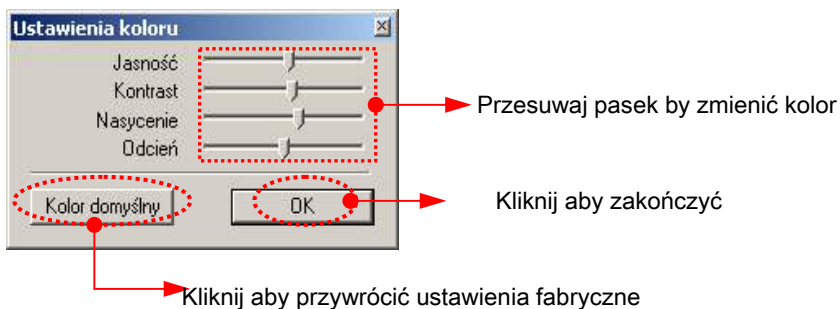 Ustawienia koloru
Jasność
Kontrast
Nasycenie
Odcień
Przesuwaj pasek by zmienić kolor
Kolor domyślny
OK
Kliknij aby zakończyć
Kliknij aby przywrócić ustawienia fabryczne